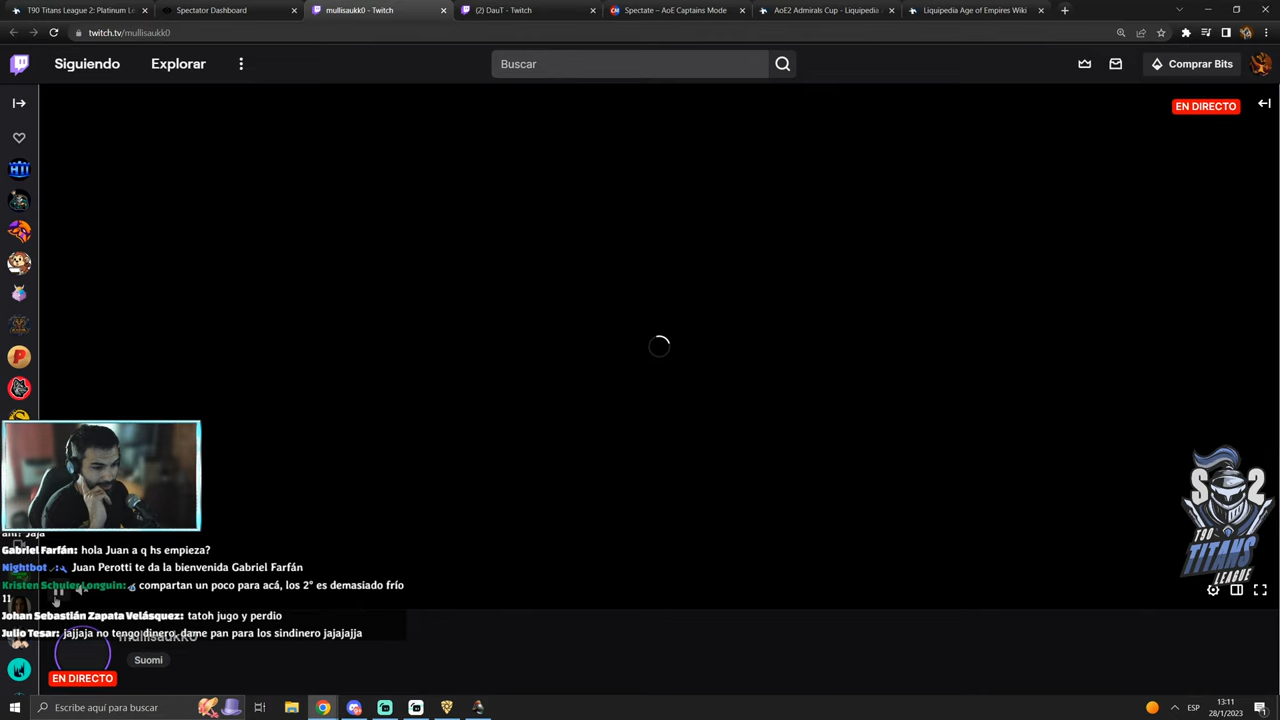 T90 Titans League 2: Platinum Le
Spectator Dashboard
mullisaukk0 - Twitch
(2) DauT - Twitch
Spectate – AoE Captains Mode
AoE2 Admirals Cup - Liquipedia
Liquipedia Age of Empires Wiki
twitch.tv/mullisaukk0
Siguiendo
Explorar
Buscar
Comprar Bits
EN DIRECTO
Gabriel Farfán: hola Juan a q hs empieza?
Nightbot Juan Perotti te da la bienvenida Gabriel Farfán
Kristen Schuler Longuin: compartan un poco para acá, los 2° es demasiado frío
11
Johan Sebastián Zapata Velásquez: tatoh jugo y perdio
Julio Tesar: jajjaja no tengo dinero, dame pan para los sindinero jajajajja
mullisaukk0
Suomi
EN DIRECTO
S 2
T90
TITANS
LEAGUE
Escribe aquí para buscar
ESP
13:11
28/1/2023